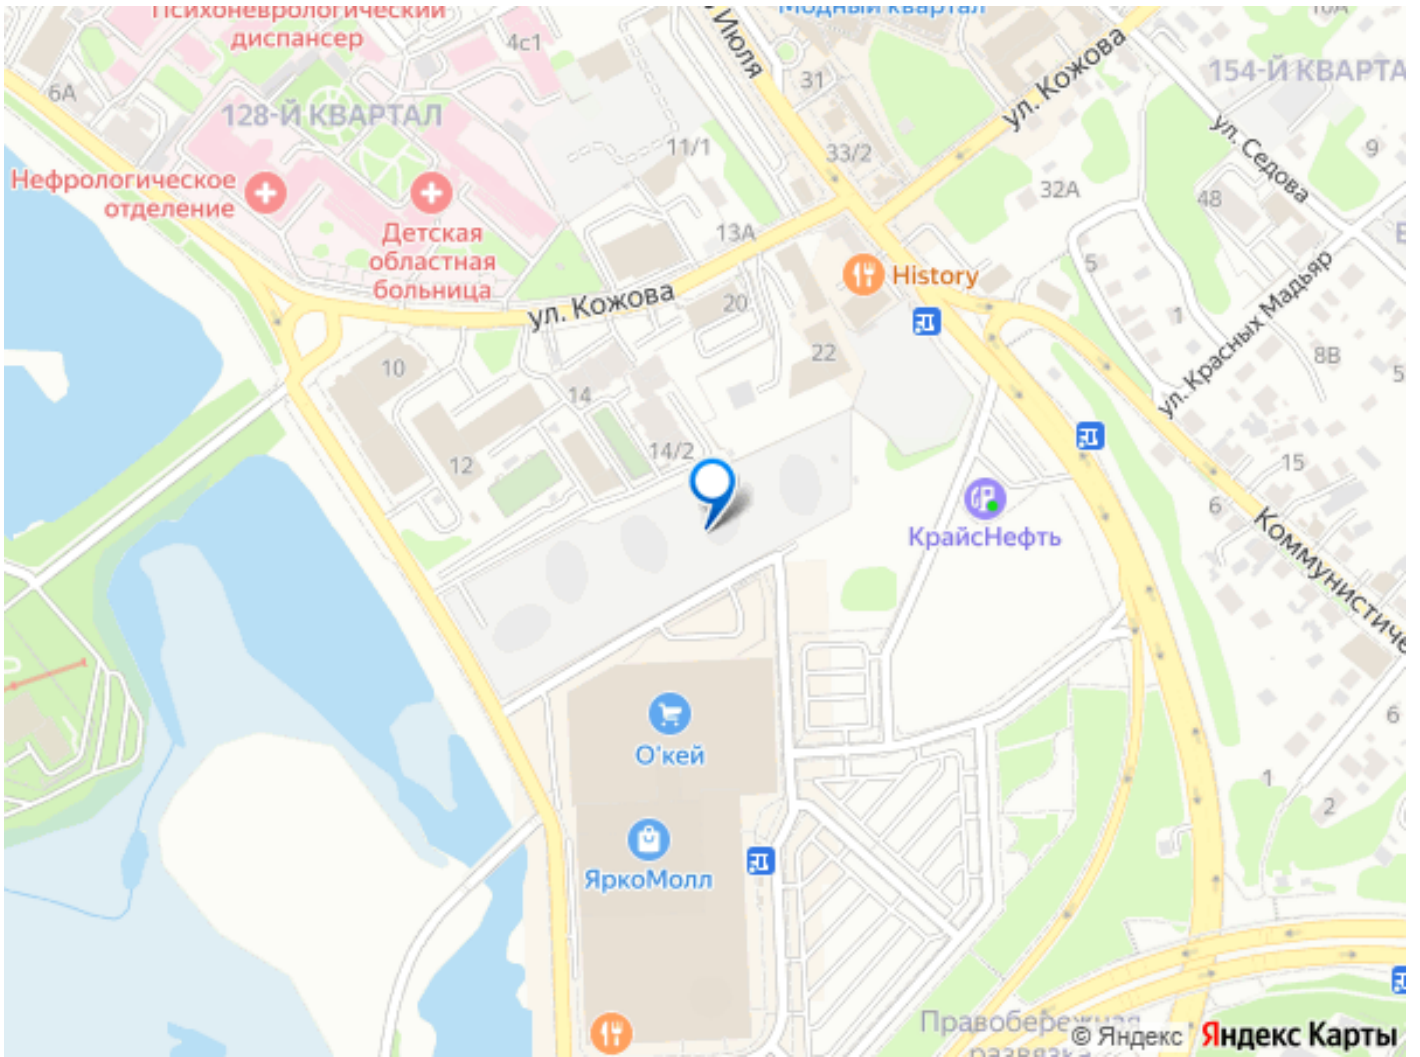 Психоневрологический
диспансер
4с1
Июля
Модный квартал
31
10А
ул. Кожова
154-Й КВАРТА
6А
128-Й КВАРТАЛ
11/1
33/2
ул. Седова
9
Нефрологическое
отделение
32А
48
Детская
областная
больница
13А
History
5
ул. Кожова
20
1
ул. Красных Мадьяр
22
8В
10
14
5
12
14/2
15
6
КрайсНефть
Коммунистиче
О'кей
6
1
2
ЯркоМолл
Правобережная
развязка
© Яндекс
Яндекс Карты